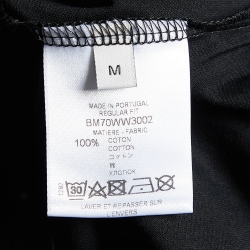 M
MADE IN PORTUGAL
REGULAR FIT
BM70WW3002
MATIERE - FABRIC
100% COTON
COTTON
コットン
棉
ХЛОПОК
30
LAVER ET REPASSER SUR
L'ENVERS